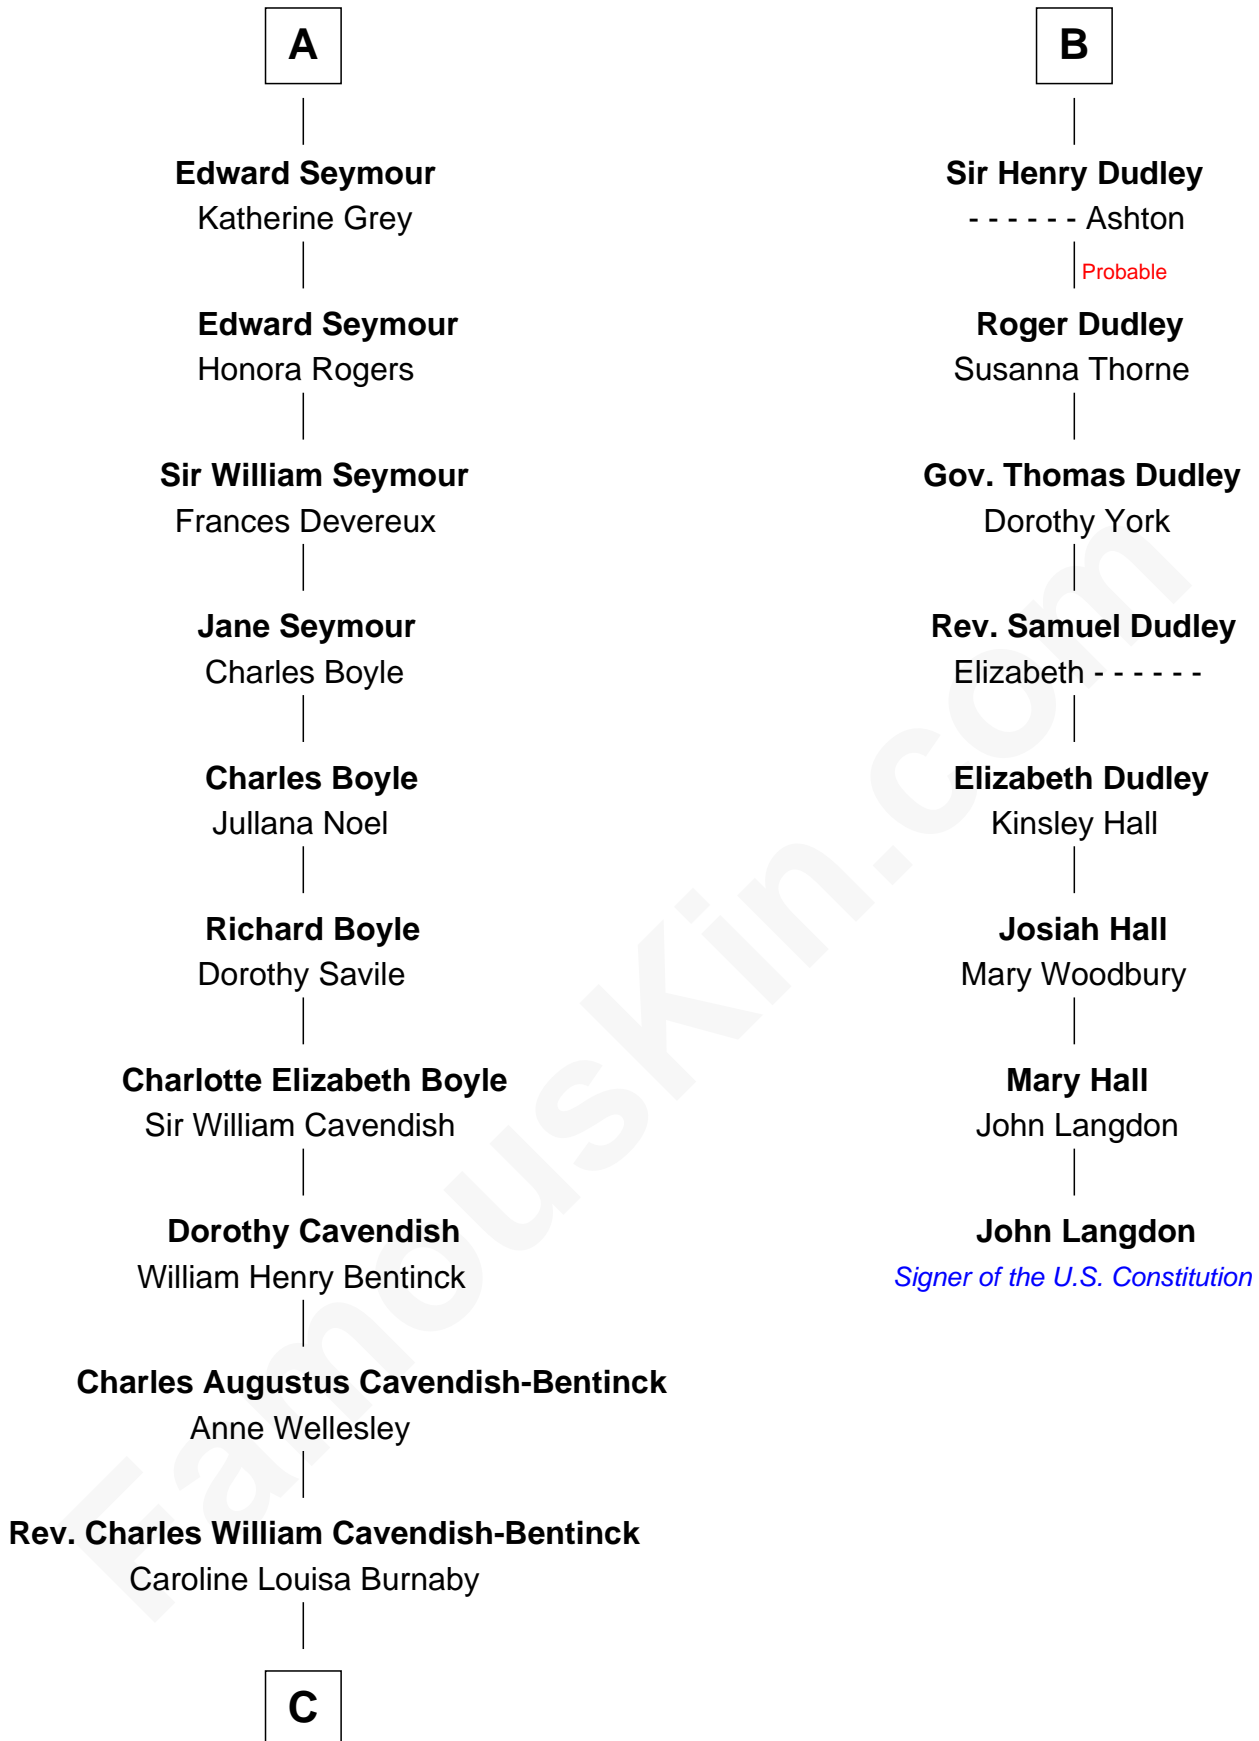 A
Edward Seymour
Katherine Grey
Edward Seymour
Honora Rogers
Sir William Seymour
Frances Devereux
Jane Seymour
Charles Boyle
Charles Boyle
Jullana Noel
Richard Boyle
Dorothy Savile
Charlotte Elizabeth Boyle
Sir William Cavendish
Dorothy Cavendish
William Henry Bentinck
Charles Augustus Cavendish-Bentinck
Anne Wellesley
Rev. Charles William Cavendish-Bentinck
Caroline Louisa Burnaby
C
B
Sir Henry Dudley
- - - - - - Ashton
Probable
Roger Dudley
Susanna Thorne
Gov. Thomas Dudley
Dorothy York
Rev. Samuel Dudley
Elizabeth - - - - - -
Elizabeth Dudley
Kinsley Hall
Josiah Hall
Mary Woodbury
Mary Hall
John Langdon
John Langdon
Signer of the U.S. Constitution
FamousKin.com